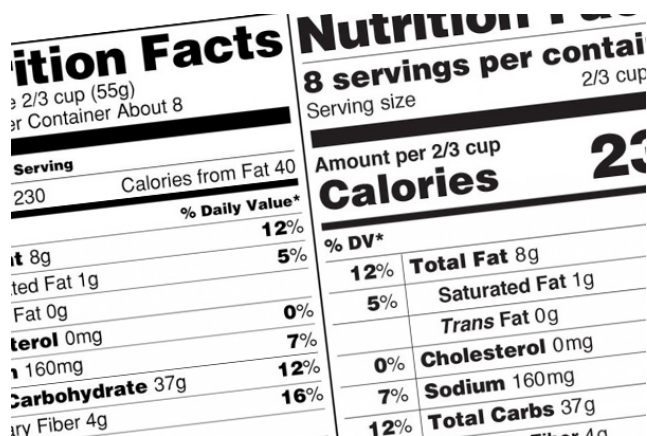 ition Facts
e 2/3 cup (55g)
er Container About 8
Serving
230 Calories from Fat 40
% Daily Value*
at 8g 12%
ted Fat 1g 5%
Fat 0g
terol 0mg 0%
160mg 7%
Carbohydrate 37g 12%
ary Fiber 4g 16%
Nutrition Fac
8 servings per contai
Serving size 2/3 cup
Amount per 2/3 cup
Calories 23
% DV*
12% Total Fat 8g
5% Saturated Fat 1g
Trans Fat 0g
0% Cholesterol 0mg
7% Sodium 160mg
12% Total Carbs 37g
Fiber 4g